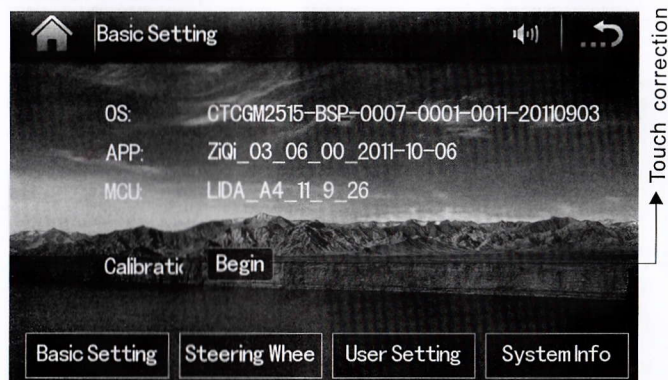 Basic Setting
OS: CTCGM2515-BSP-0007-0001-0011-20110903
APP: ZiQi_03_06_00_2011-10-06
MCU: LIDA_A4_11_9_26
Calibratic Begin
Basic Setting Steering Whee User Setting System Info
Touch correction